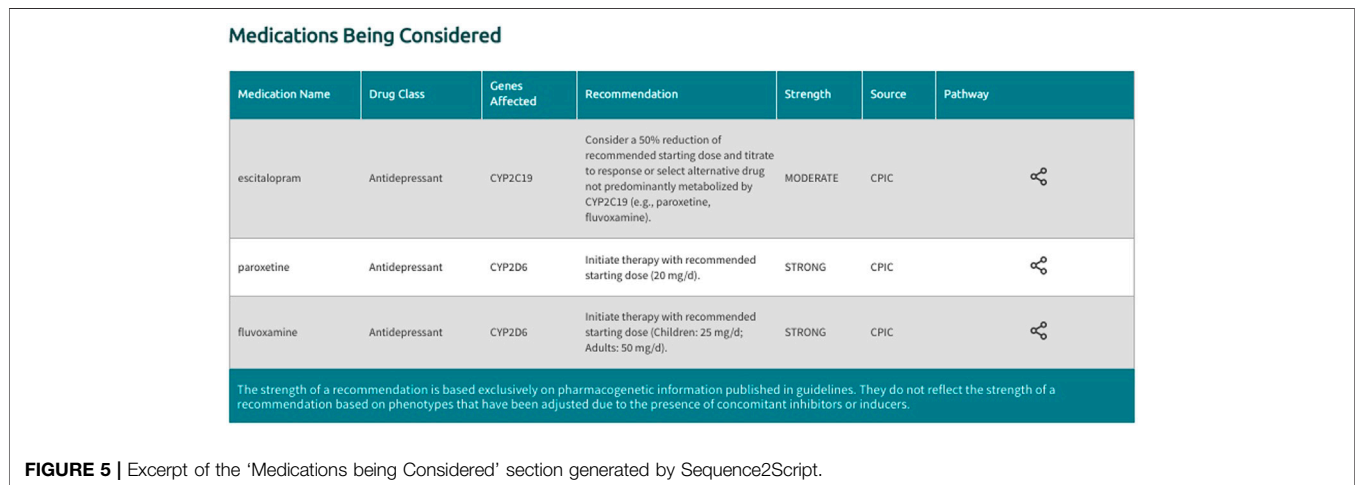 Medications Being Considered
Medication Name
Drug Class
Genes
Affected
Recommendation
Strength
Source
Pathway
escitalopram
Antidepressant
CYP2C19
Consider a 50% reduction of
recommended starting dose and titrate
to response or select alternative drug
not predominantly metabolized by
CYP2C19 (e.g., paroxetine,
fluvoxamine).
MODERATE
CPIC
paroxetine
Antidepressant
CYP2D6
Initiate therapy with recommended
starting dose (20 mg/d).
STRONG
CPIC
fluvoxamine
Antidepressant
CYP2D6
Initiate therapy with recommended
starting dose (Children: 25 mg/d;
Adults: 50 mg/d).
STRONG
CPIC
The strength of a recommendation is based exclusively on pharmacogenetic information published in guidelines. They do not reflect the strength of a
recommendation based on phenotypes that have been adjusted due to the presence of concomitant inhibitors or inducers.
FIGURE 5 | Excerpt of the ‘Medications being Considered’ section generated by Sequence2Script.